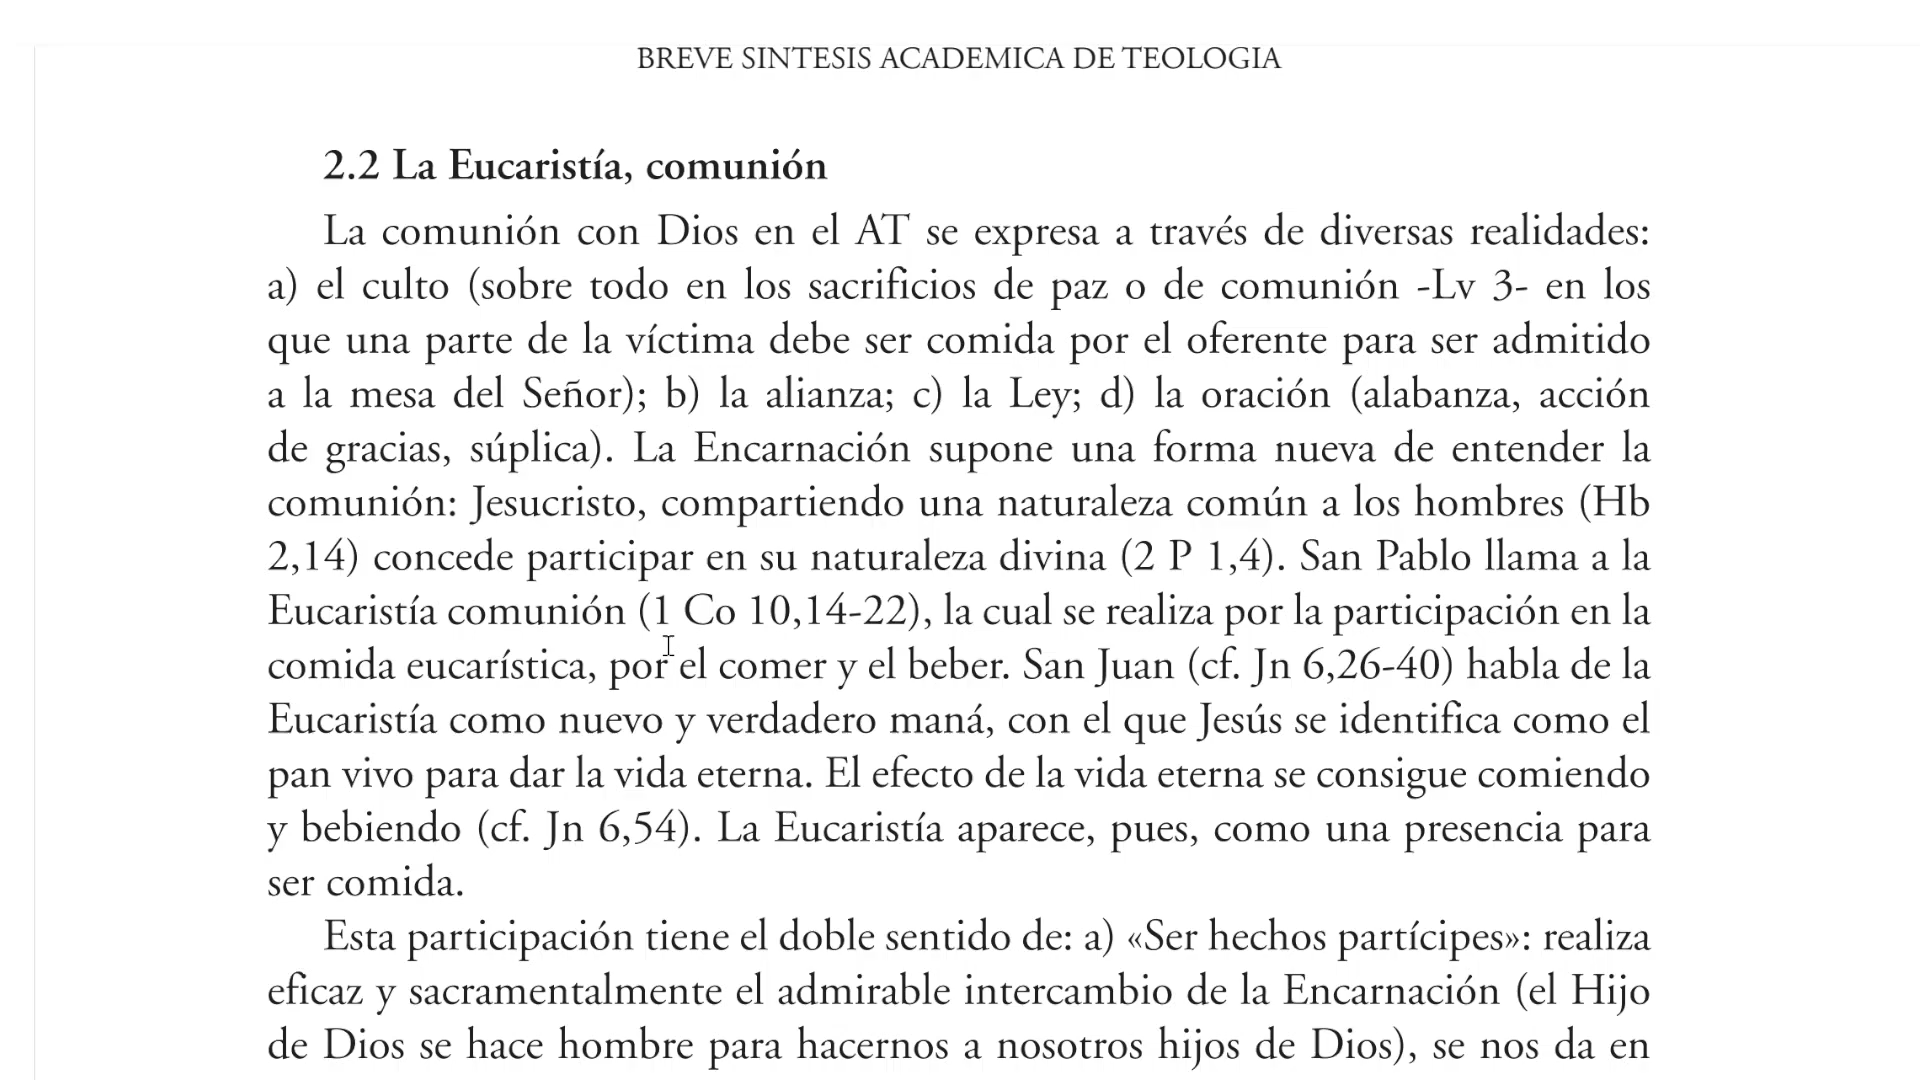 BREVE SINTESIS ACADEMICA DE TEOLOGIA
2.2 La Eucaristía, comunión
La comunión con Dios en el AT se expresa a través de diversas realidades:
a) el culto (sobre todo en los sacrificios de paz o de comunión -Lv 3- en los
que una parte de la víctima debe ser comida por el oferente para ser admitido
a la mesa del Señor); b) la alianza; c) la Ley; d) la oración (alabanza, acción
de gracias, súplica). La Encarnación supone una forma nueva de entender la
comunión: Jesucristo, compartiendo una naturaleza común a los hombres (Hb
2,14) concede participar en su naturaleza divina (2 P 1,4). San Pablo llama a la
Eucaristía comunión (1 Co 10,14-22), la cual se realiza por la participación en la
comida eucarística, por el comer y el beber. San Juan (cf. Jn 6,26-40) habla de la
Eucaristía como nuevo y verdadero maná, con el que Jesús se identifica como el
pan vivo para dar la vida eterna. El efecto de la vida eterna se consigue comiendo
y bebiendo (cf. Jn 6,54). La Eucaristía aparece, pues, como una presencia para
ser comida.
Esta participación tiene el doble sentido de: a) «Ser hechos partícipes»: realiza
eficaz y sacramentalmente el admirable intercambio de la Encarnación (el Hijo
de Dios se hace hombre para hacernos a nosotros hijos de Dios), se nos da en